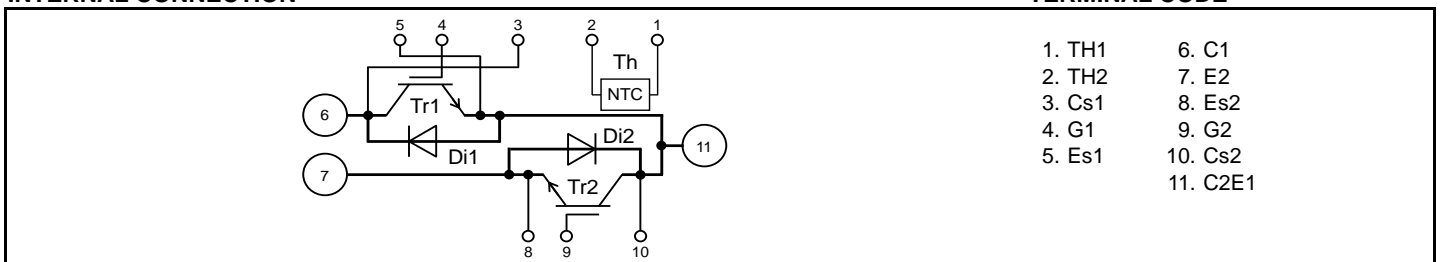 INTERNAL CONNECTION
TERMINAL CODE
5 4 3 2 1
Th
NTC
Tr1
6
Di1
Di2
11
7
Tr2
8 9 10
1. TH1 6. C1
2. TH2 7. E2
3. Cs1 8. Es2
4. G1 9. G2
5. Es1 10. Cs2
11. C2E1